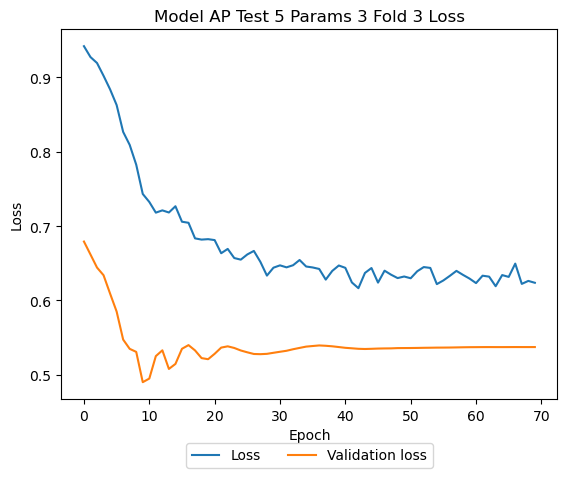 Model AP Test 5 Params 3 Fold 3 Loss
0.9
0.8
0.7
0.6
0.5
Loss
0 10 20 30 40 50 60 70
Epoch
Loss Validation loss